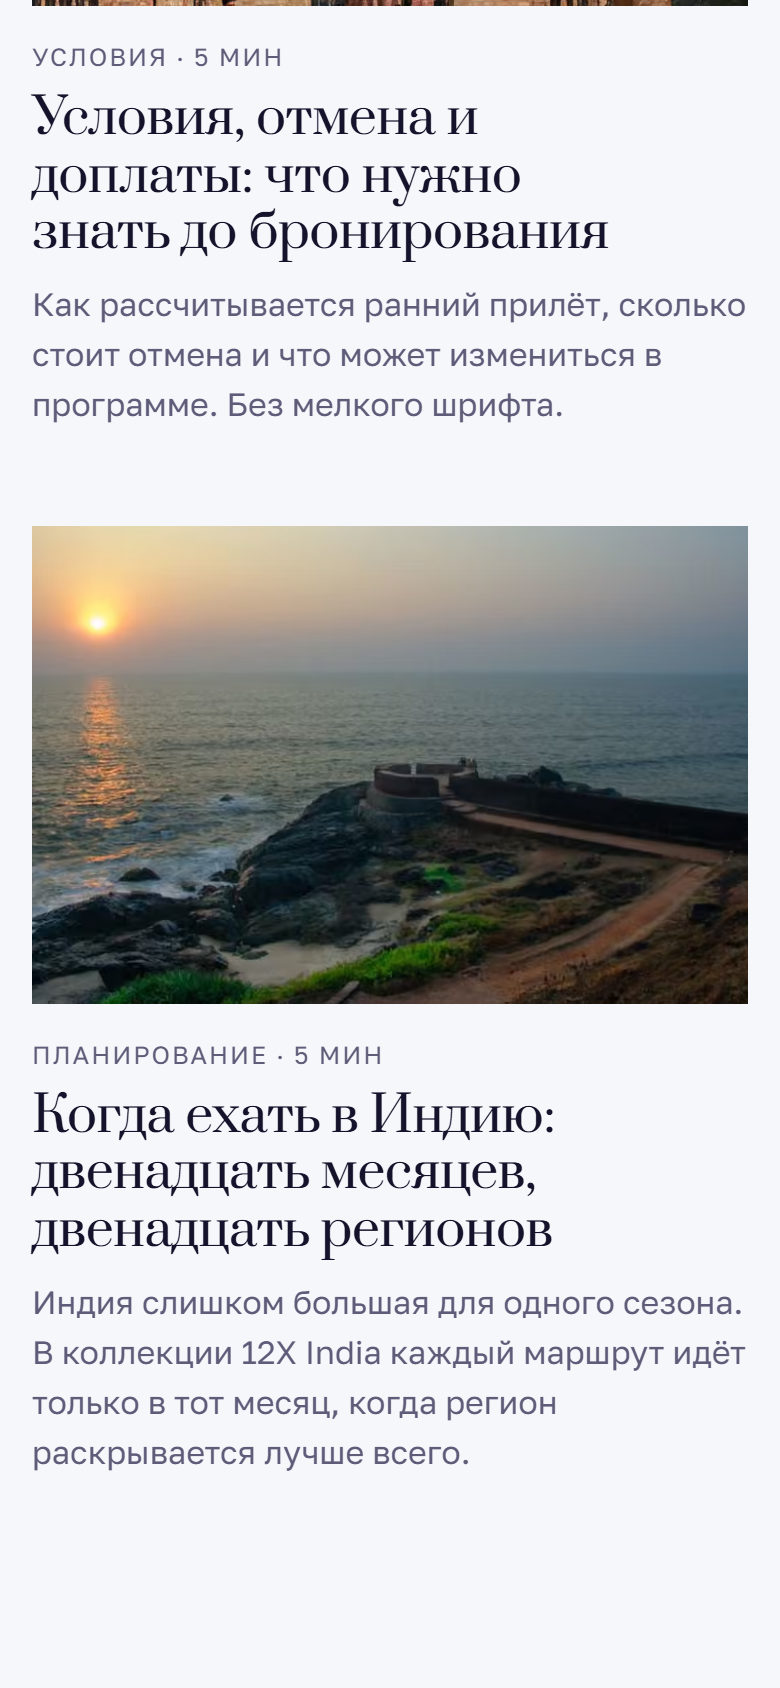 УСЛОВИЯ · 5 МИН
Условия, отмена и
доплаты: что нужно
знать до бронирования
Как рассчитывается ранний прилёт, сколько
стоит отмена и что может измениться в
программе. Без мелкого шрифта.
ПЛАНИРОВАНИЕ · 5 МИН
Когда ехать в Индию:
двенадцать месяцев,
двенадцать регионов
Индия слишком большая для одного сезона.
В коллекции 12X India каждый маршрут идёт
только в тот месяц, когда регион
раскрывается лучше всего.